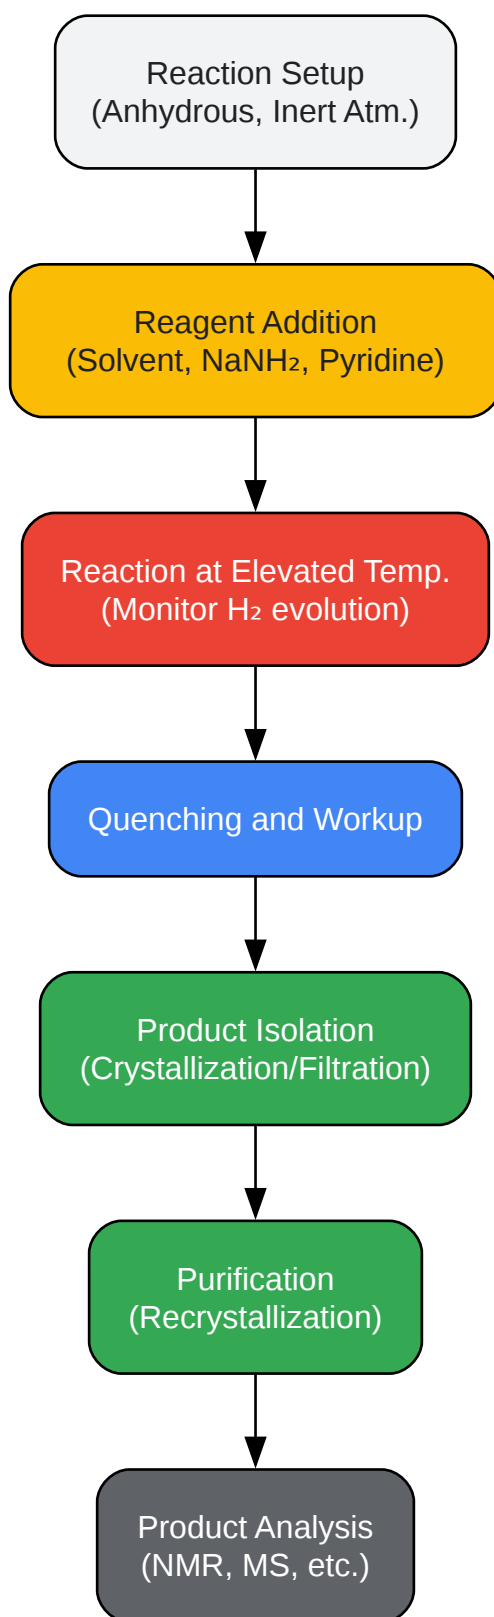 Reaction Setup
(Anhydrous, Inert Atm.)
Reagent Addition
(Solvent, NaNH₂, Pyridine)
Reaction at Elevated Temp.
(Monitor H₂ evolution)
Quenching and Workup
Product Isolation
(Crystallization/Filtration)
Purification
(Recrystallization)
Product Analysis
(NMR, MS, etc.)